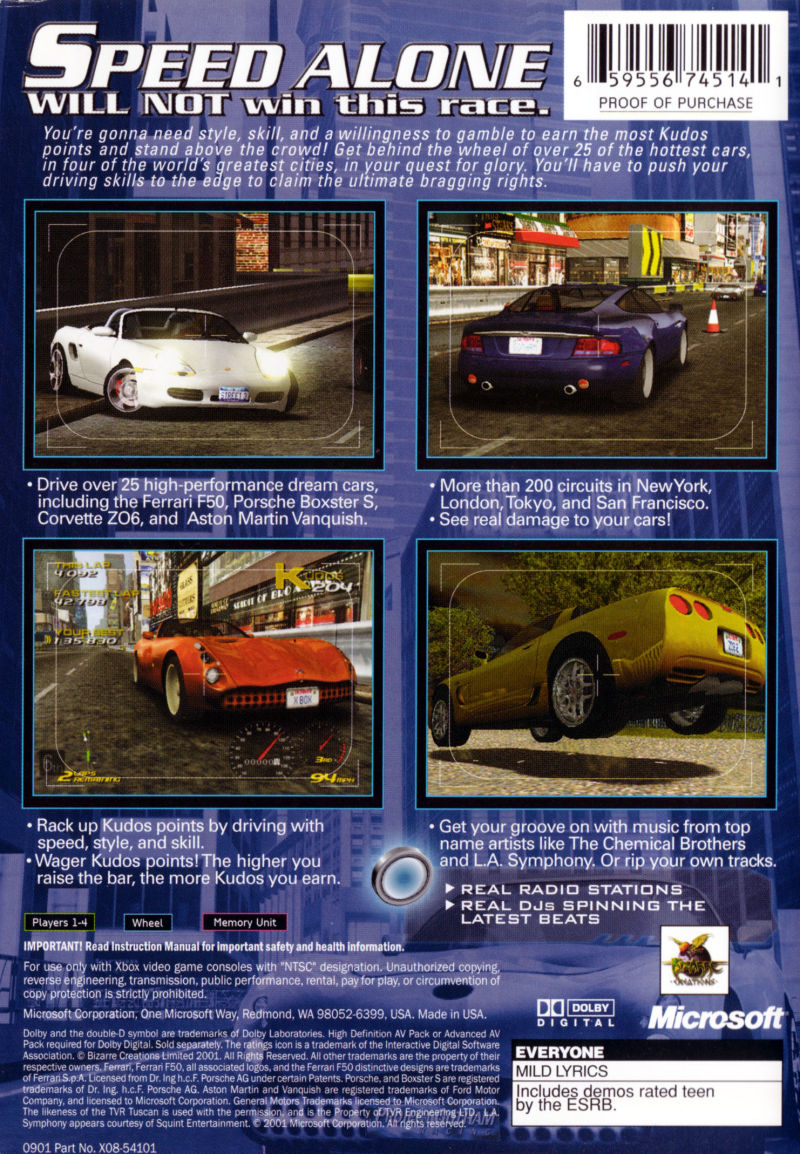 SPEED ALONE
WILL NOT win this race.
6 59556 74514 1
PROOF OF PURCHASE
You're gonna need style, skill, and a willingness to gamble to earn the most Kudos
points and stand above the crowd! Get behind the wheel of over 25 of the hottest cars,
in four of the world's greatest cities, in your quest for glory. You'll have to push your
driving skills to the edge to claim the ultimate bragging rights.
STREET3
• Drive over 25 high-performance dream cars,
including the Ferrari F50, Porsche Boxster S,
Corvette ZO6, and Aston Martin Vanquish.
• More than 200 circuits in New York,
London, Tokyo, and San Francisco.
• See real damage to your cars!
THIS LAP
4.092
FASTEST LAP
42.798
YOUR BEST
1:35.830
KUDOS
204
SPIRIT OF BRO
X BOX
2 LAPS
REMAINING
3RD
94 MPH
• Rack up Kudos points by driving with
speed, style, and skill.
• Wager Kudos points! The higher you
raise the bar, the more Kudos you earn.
• Get your groove on with music from top
name artists like The Chemical Brothers
and L.A. Symphony. Or rip your own tracks.
REAL RADIO STATIONS
REAL DJs SPINNING THE
LATEST BEATS
Players 1-4
Wheel
Memory Unit
IMPORTANT! Read Instruction Manual for important safety and health information.
For use only with Xbox video game consoles with "NTSC" designation. Unauthorized copying,
reverse engineering, transmission, public performance, rental, pay for play, or circumvention of
copy protection is strictly prohibited.
Microsoft Corporation, One Microsoft Way, Redmond, WA 98052-6399, USA. Made in USA.
Dolby and the double-D symbol are trademarks of Dolby Laboratories. High Definition AV Pack or Advanced AV
Pack required for Dolby Digital. Sold separately. The ratings icon is a trademark of the Interactive Digital Software
Association. © Bizarre Creations Limited 2001. All Rights Reserved. All other trademarks are the property of their
respective owners. Ferrari, Ferrari F50, all associated logos, and the Ferrari F50 distinctive designs are trademarks
of Ferrari S.p.A. Licensed from Dr. Ing h.c.F. Porsche AG under certain Patents. Porsche, and Boxster S are registered
trademarks of Dr. Ing. h.c.F. Porsche AG. Aston Martin and Vanquish are registered trademarks of Ford Motor
Company, and licensed to Microsoft Corporation. General Motors Trademarks licensed to Microsoft Corporation.
The likeness of the TVR Tuscan is used with the permission, and is the Property of TVR Engineering LTD. L.A.
Symphony appears courtesy of Squint Entertainment. © 2001 Microsoft Corporation. All rights reserved.
0901 Part No. X08-54101
BIZARRE
CREATIONS
DOLBY
DIGITAL
Microsoft
EVERYONE
MILD LYRICS
Includes demos rated teen
by the ESRB.